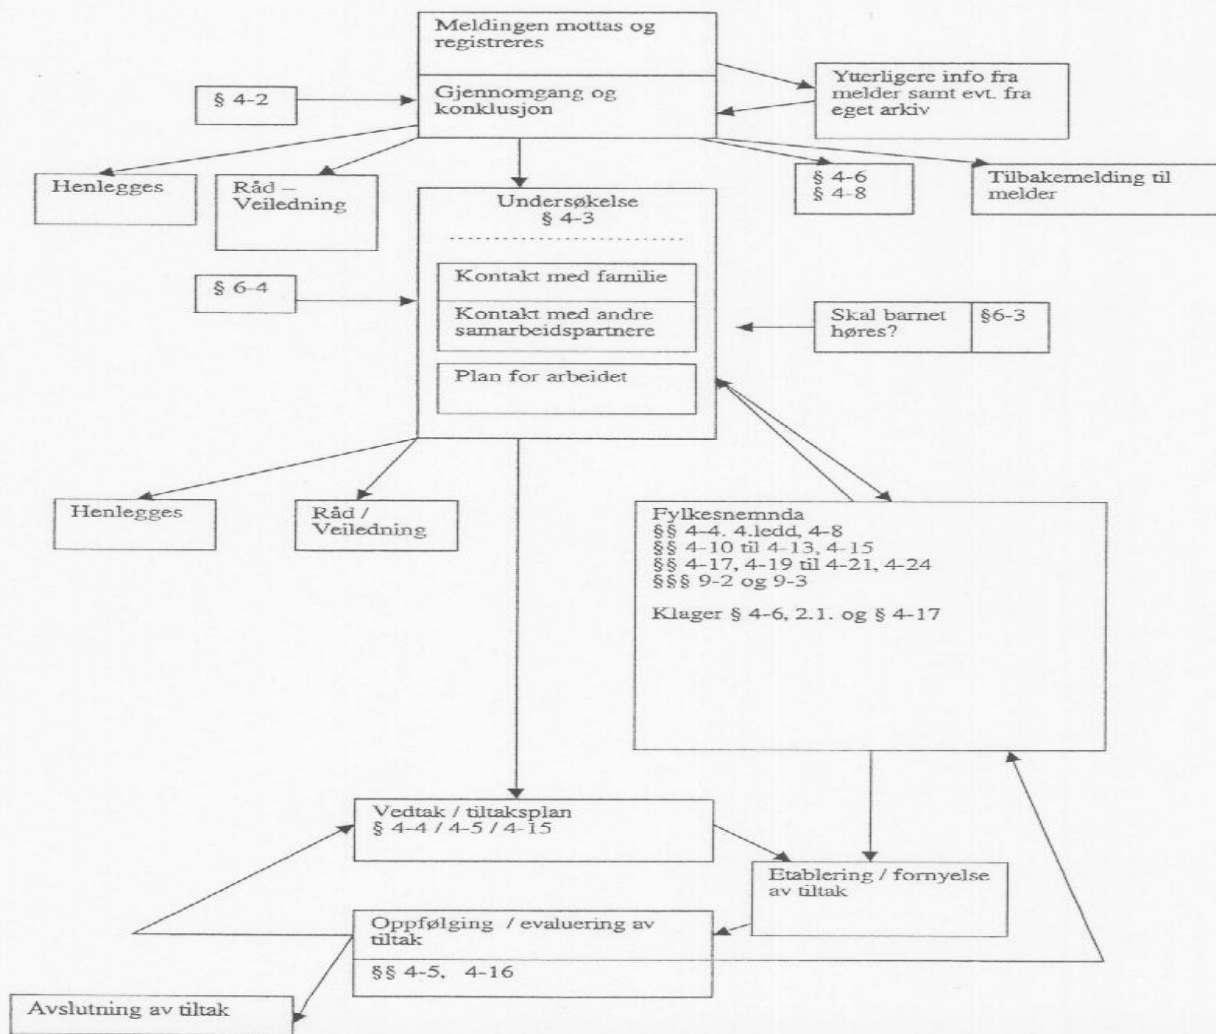 Meldingen mottas og
registreres
Ytterligere info fra
melder samt evt. fra
eget arkiv
§ 4-2
Gjennomgang og
konklusjon
Henlegges
Råd –
Veiledning
Undersøkelse
§ 4-3
§ 4-6
§ 4-8
Tilbakemelding til
melder
§ 6-4
Kontakt med familie
Kontakt med andre
samarbeidspartnere
Plan for arbeidet
Skal barnet
høres?
§6-3
Henlegges
Råd /
Veiledning
Fylkesnemnda
§§ 4-4. 4.ledd, 4-8
§§ 4-10 til 4-13, 4-15
§§ 4-17, 4-19 til 4-21, 4-24
§§§ 9-2 og 9-3
Klager § 4-6, 2.1. og § 4-17
Vedtak / tiltaksplan
§ 4-4 / 4-5 / 4-15
Etablering / fornyelse
av tiltak
Oppfølging / evaluering av
tiltak
§§ 4-5, 4-16
Avslutning av tiltak